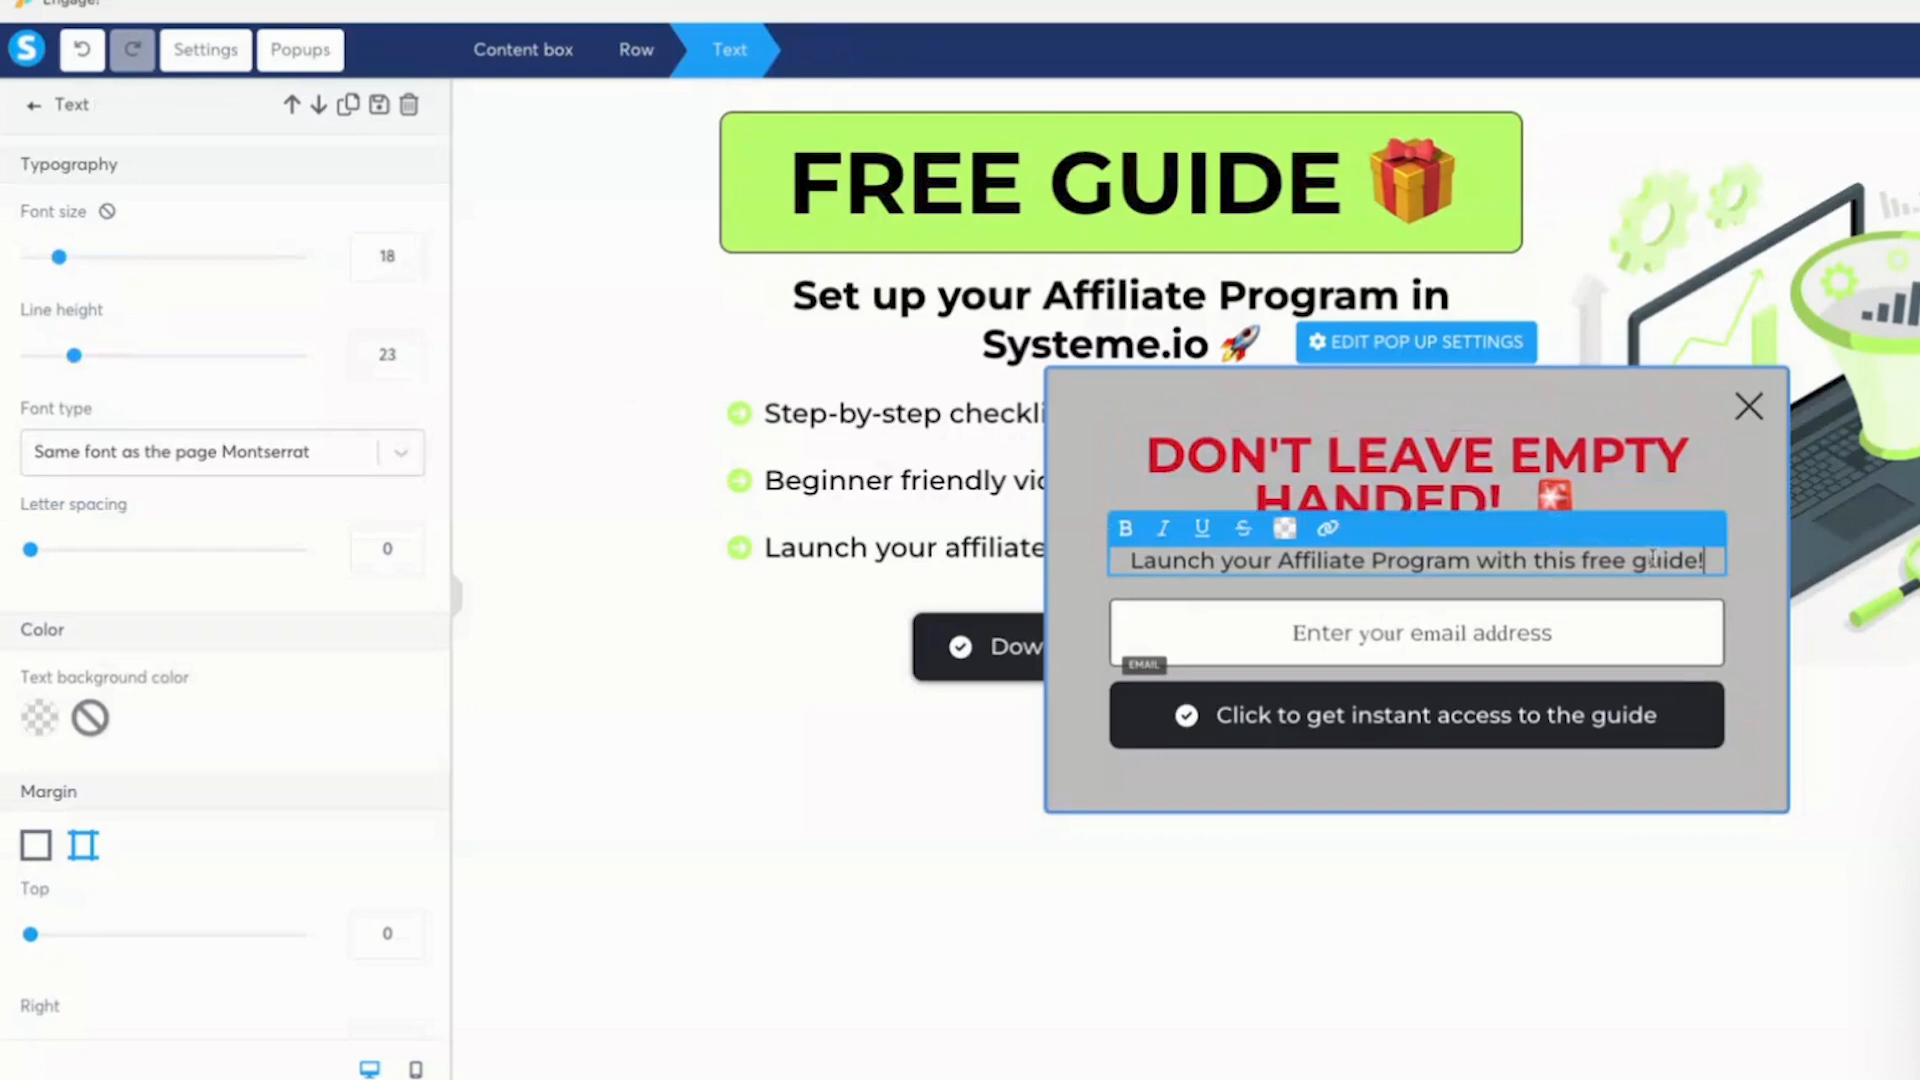 Engage!
S
Settings
Popups
Content box
Row
Text
Text
Typography
Font size
18
Line height
23
Font type
Same font as the page Montserrat
Letter spacing
0
Color
Text background color
Margin
Top
0
Right
FREE GUIDE
Set up your Affiliate Program in
Systeme.io
EDIT POP UP SETTINGS
Step-by-step checkli
Beginner friendly vic
Launch your affiliate
Dow
DON'T LEAVE EMPTY
HANDED!
B I U S
Launch your Affiliate Program with this free guide!
Enter your email address
EMAIL
Click to get instant access to the guide